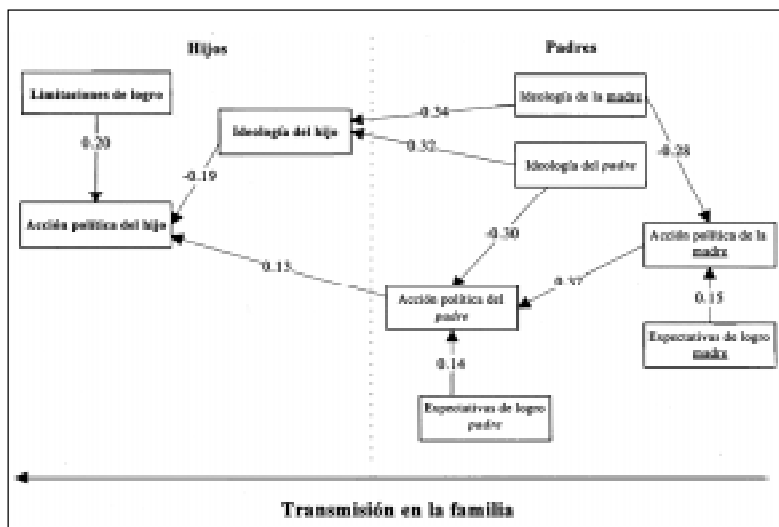 Hijos
Padres
Limitaciones de logro
Ideología de la madre
Ideología del hijo
0.34
0.32
Ideología del padre
-0.28
0.20
-0.19
Acción política del hijo
-0.30
Acción política de la
madre
0.37
Acción política del
padre
0.15
Expectativas de logro
madre
0.14
Expectativas de logro
padre
Transmisión en la familia